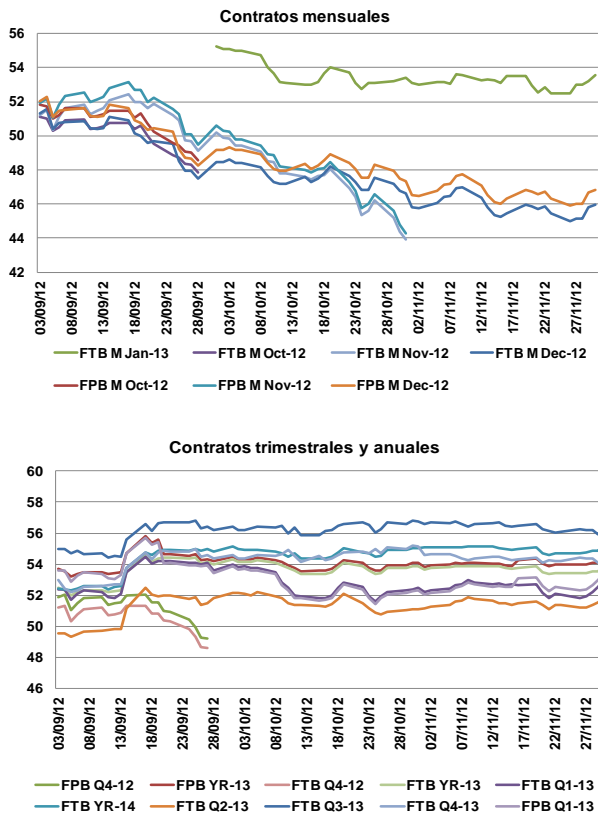 Contratos mensuales
56
54
52
50
48
46
44
42
03/09/12 08/09/12 13/09/12 18/09/12 23/09/12 28/09/12 03/10/12 08/10/12 13/10/12 18/10/12 23/10/12 28/10/12 02/11/12 07/11/12 12/11/12 17/11/12 22/11/12 27/11/12
FTB M Jan-13 FTB M Oct-12 FTB M Nov-12 FTB M Dec-12
FPB M Oct-12 FPB M Nov-12 FPB M Dec-12
Contratos trimestrales y anuales
60
58
56
54
52
50
48
46
03/09/12 08/09/12 13/09/12 18/09/12 23/09/12 28/09/12 03/10/12 08/10/12 13/10/12 18/10/12 23/10/12 28/10/12 02/11/12 07/11/12 12/11/12 17/11/12 22/11/12 27/11/12
FPB Q4-12 FPB YR-13 FTB Q4-12 FTB YR-13 FTB Q1-13
FTB YR-14 FTB Q2-13 FTB Q3-13 FTB Q4-13 FPB Q1-13